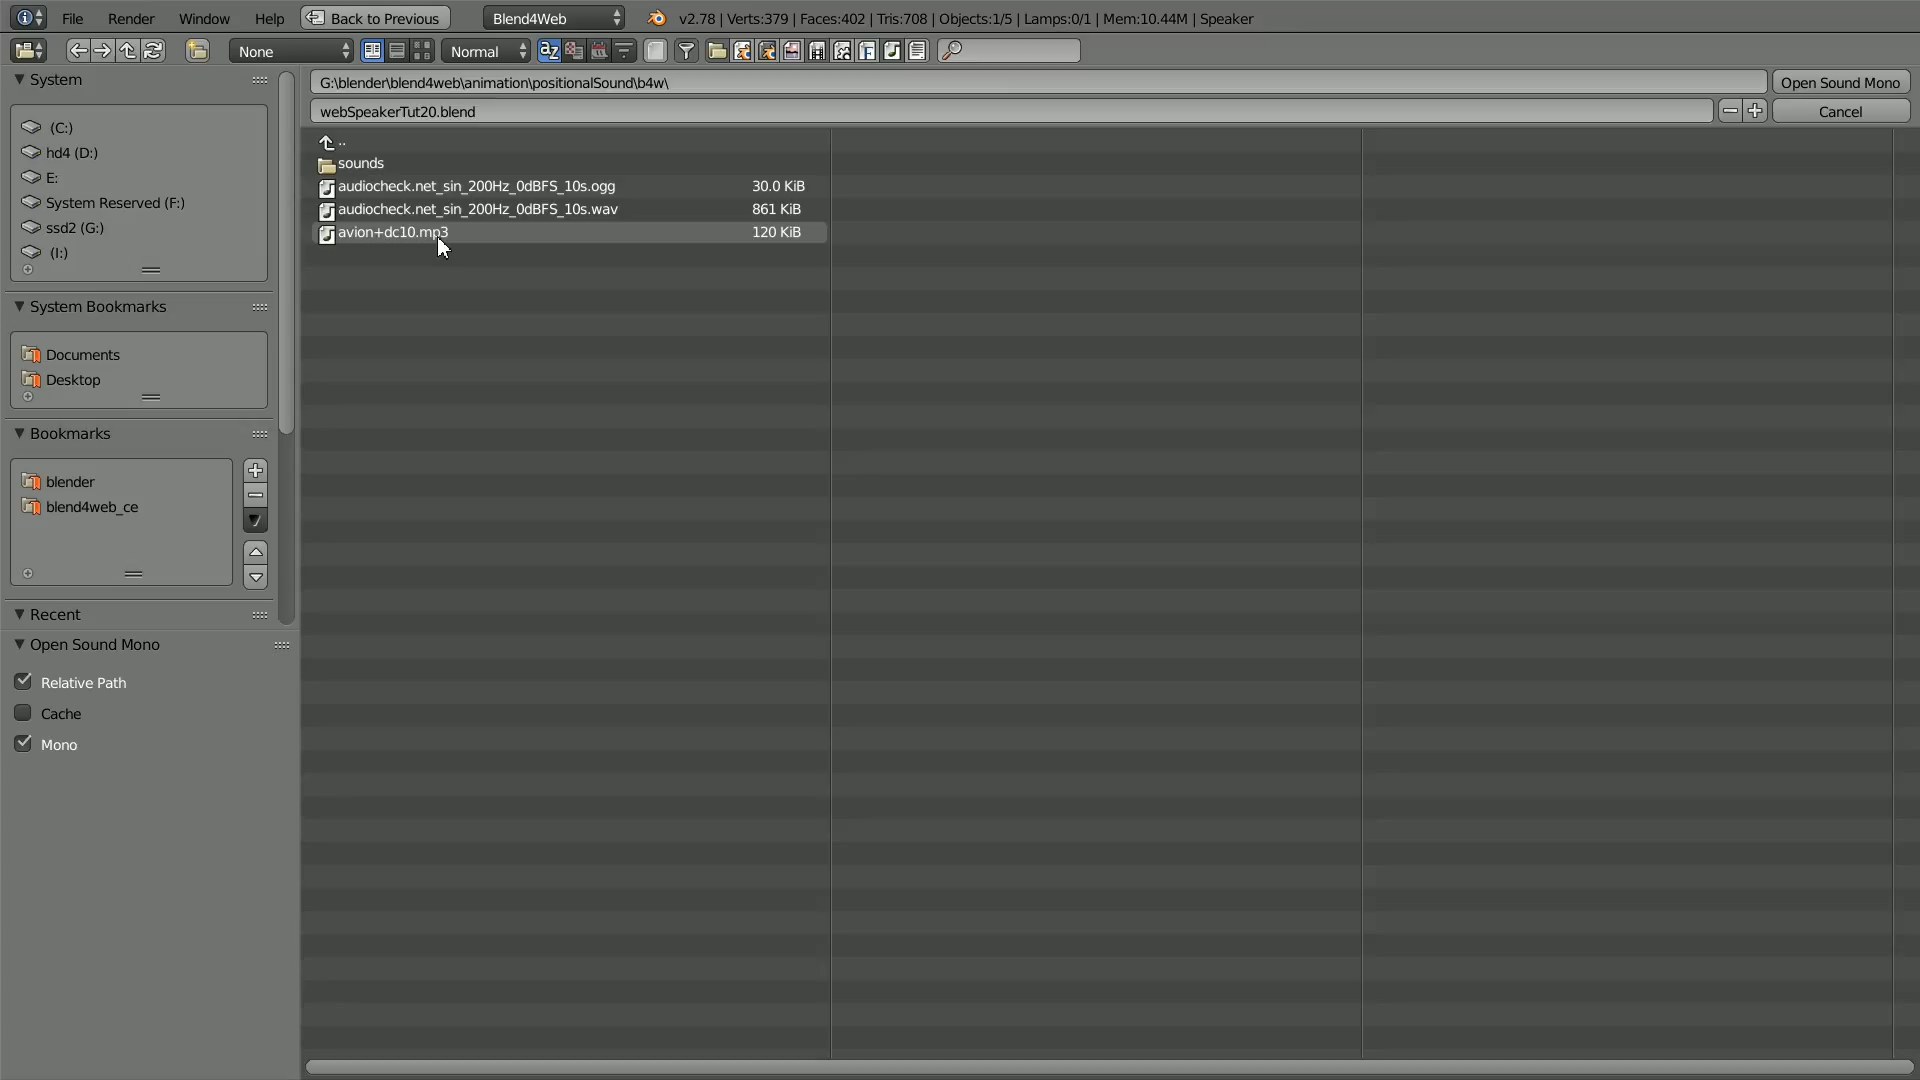 File Render Window Help Back to Previous Blend4Web v2.78 | Verts:379 | Faces:402 | Tris:708 | Objects:1/5 | Lamps:0/1 | Mem:10.44M | Speaker
None Normal
System
(C:)
hd4 (D:)
E:
System Reserved (F:)
ssd2 (G:)
(I:)
System Bookmarks
Documents
Desktop
Bookmarks
blender
blend4web_ce
Recent
Open Sound Mono
Relative Path
Cache
Mono
G:\blender\blend4web\animation\positionalSound\b4w\ Open Sound Mono
webSpeakerTut20.blend Cancel
..
sounds
audiocheck.net_sin_200Hz_0dBFS_10s.ogg 30.0 KiB
audiocheck.net_sin_200Hz_0dBFS_10s.wav 861 KiB
avion+dc10.mp3 120 KiB